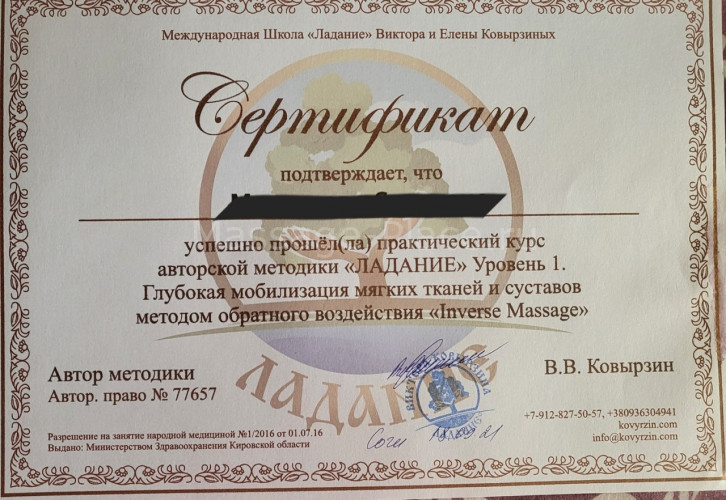 Международная Школа «Ладание» Виктора и Елены Ковырзиных
Сертификат
подтверждает, что
успешно прошёл(ла) практический курс
авторской методики «ЛАДАНИЕ» Уровень 1.
Глубокая мобилизация мягких тканей и суставов
методом обратного воздействия «Inverse Massage»
Автор методики
Автор. право № 77657
В.В. Ковырзин
ЛАДАНИЕ
+7-912-827-50-57, +380936304941
kovyrzin.com
info@kovyrzin.com
Разрешение на занятие народной медициной №1/2016 от 01.07.16
Выдано: Министерством Здравоохранения Кировской области
Сочи